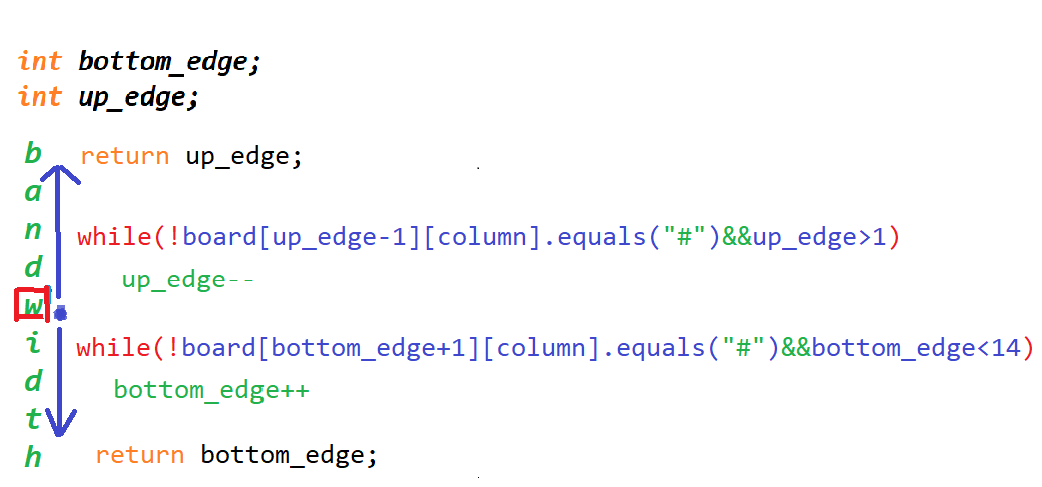 int bottom_edge;
int up_edge;
b return up_edge;
a
n while(!board[up_edge-1][column].equals("#")&&up_edge>1)
d up_edge--
w
i while(!board[bottom_edge+1][column].equals("#")&&bottom_edge<14)
d bottom_edge++
t
h return bottom_edge;